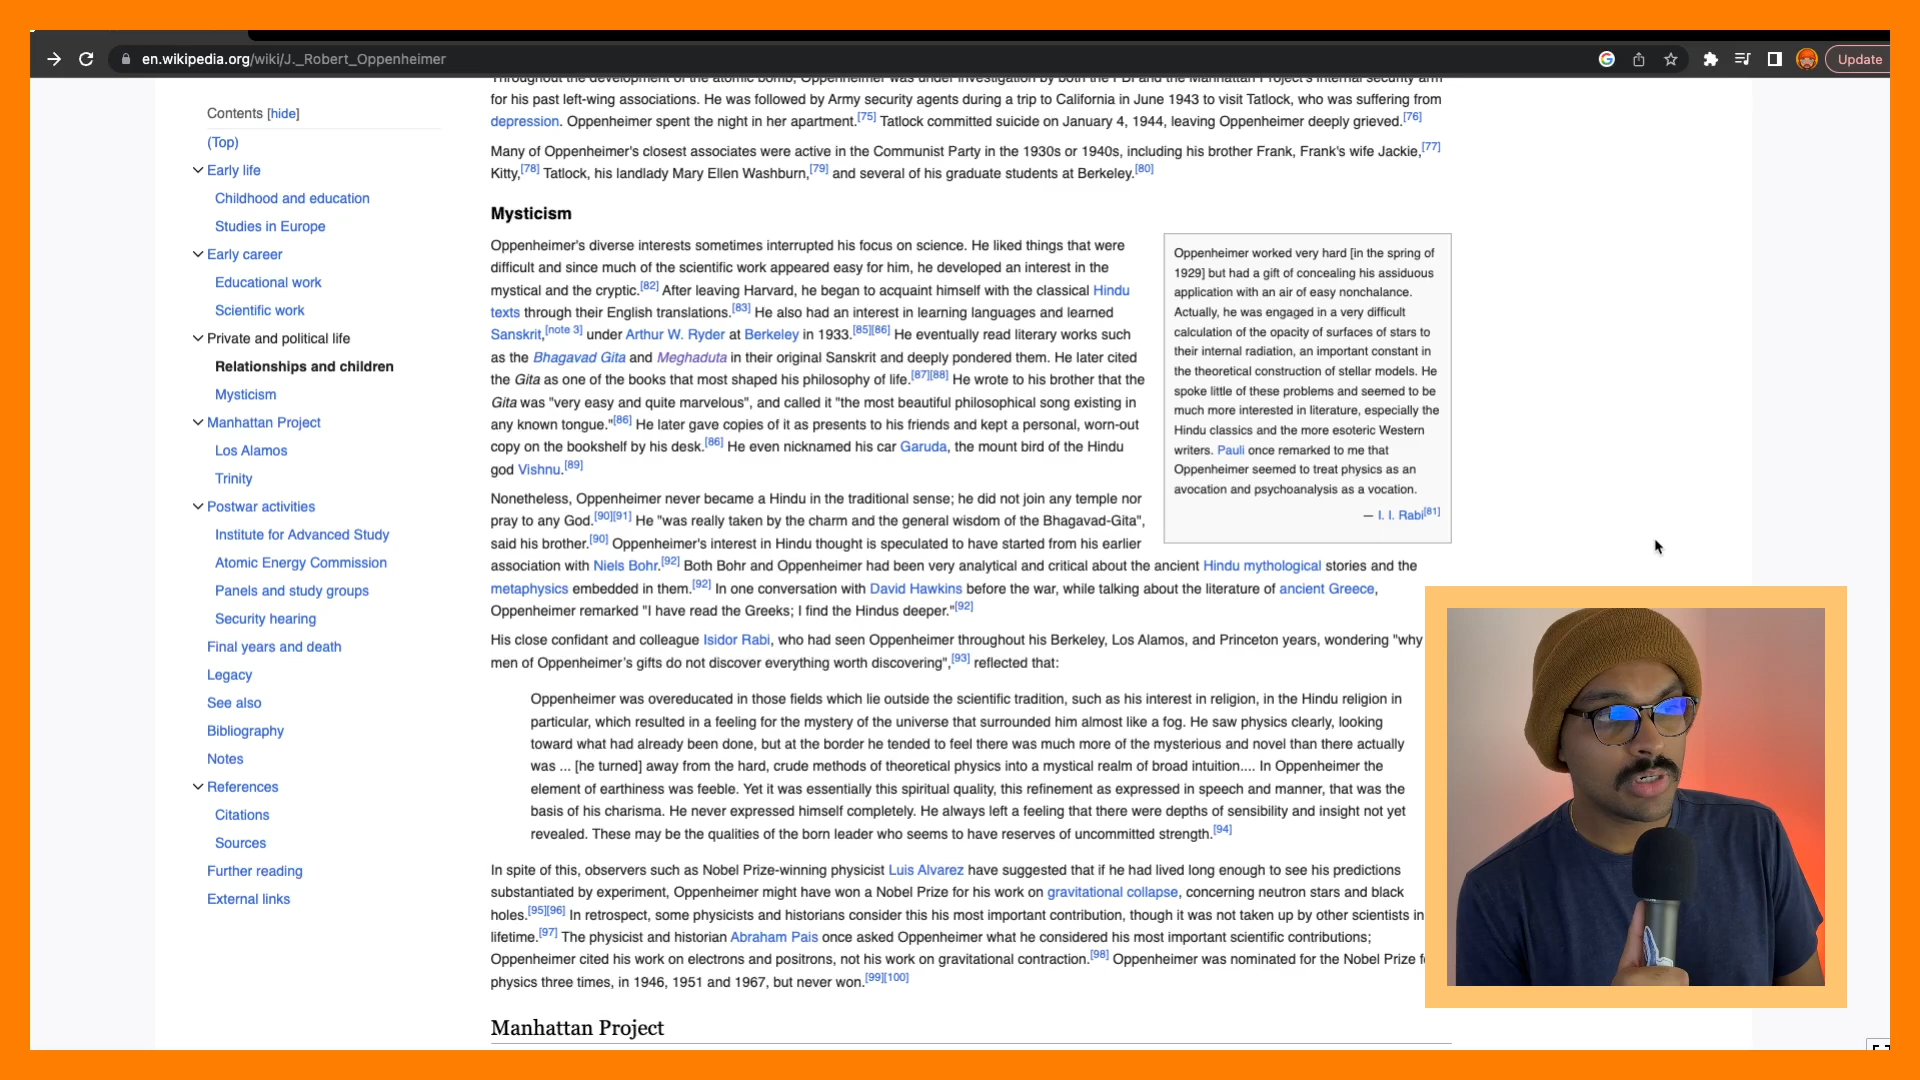 en.wikipedia.org/wiki/J._Robert_Oppenheimer
Update
Contents [hide]
(Top)
Early life
Childhood and education
Studies in Europe
Early career
Educational work
Scientific work
Private and political life
Relationships and children
Mysticism
Manhattan Project
Los Alamos
Trinity
Postwar activities
Institute for Advanced Study
Atomic Energy Commission
Panels and study groups
Security hearing
Final years and death
Legacy
See also
Bibliography
Notes
References
Citations
Sources
Further reading
External links
Throughout the development of the atomic bomb, Oppenheimer was under investigation by both the FBI and the Manhattan Project's internal security arm
for his past left-wing associations. He was followed by Army security agents during a trip to California in June 1943 to visit Tatlock, who was suffering from
depression. Oppenheimer spent the night in her apartment.[75] Tatlock committed suicide on January 4, 1944, leaving Oppenheimer deeply grieved.[76]
Many of Oppenheimer's closest associates were active in the Communist Party in the 1930s or 1940s, including his brother Frank, Frank's wife Jackie,[77]
Kitty,[78] Tatlock, his landlady Mary Ellen Washburn,[79] and several of his graduate students at Berkeley.[80]
Mysticism
Oppenheimer's diverse interests sometimes interrupted his focus on science. He liked things that were
difficult and since much of the scientific work appeared easy for him, he developed an interest in the
mystical and the cryptic.[82] After leaving Harvard, he began to acquaint himself with the classical Hindu
texts through their English translations.[83] He also had an interest in learning languages and learned
Sanskrit,[note 3] under Arthur W. Ryder at Berkeley in 1933.[85][86] He eventually read literary works such
as the Bhagavad Gita and Meghaduta in their original Sanskrit and deeply pondered them. He later cited
the Gita as one of the books that most shaped his philosophy of life.[87][88] He wrote to his brother that the
Gita was "very easy and quite marvelous", and called it "the most beautiful philosophical song existing in
any known tongue."[86] He later gave copies of it as presents to his friends and kept a personal, worn-out
copy on the bookshelf by his desk.[86] He even nicknamed his car Garuda, the mount bird of the Hindu
god Vishnu.[89]
Oppenheimer worked very hard [in the spring of
1929] but had a gift of concealing his assiduous
application with an air of easy nonchalance.
Actually, he was engaged in a very difficult
calculation of the opacity of surfaces of stars to
their internal radiation, an important constant in
the theoretical construction of stellar models. He
spoke little of these problems and seemed to be
much more interested in literature, especially the
Hindu classics and the more esoteric Western
writers. Pauli once remarked to me that
Oppenheimer seemed to treat physics as an
avocation and psychoanalysis as a vocation.
— I. I. Rabi[81]
Nonetheless, Oppenheimer never became a Hindu in the traditional sense; he did not join any temple nor
pray to any God.[90][91] He "was really taken by the charm and the general wisdom of the Bhagavad-Gita",
said his brother.[90] Oppenheimer's interest in Hindu thought is speculated to have started from his earlier
association with Niels Bohr.[92] Both Bohr and Oppenheimer had been very analytical and critical about the ancient Hindu mythological stories and the
metaphysics embedded in them.[92] In one conversation with David Hawkins before the war, while talking about the literature of ancient Greece,
Oppenheimer remarked "I have read the Greeks; I find the Hindus deeper."[92]
His close confidant and colleague Isidor Rabi, who had seen Oppenheimer throughout his Berkeley, Los Alamos, and Princeton years, wondering "why
men of Oppenheimer's gifts do not discover everything worth discovering",[93] reflected that:
Oppenheimer was overeducated in those fields which lie outside the scientific tradition, such as his interest in religion, in the Hindu religion in
particular, which resulted in a feeling for the mystery of the universe that surrounded him almost like a fog. He saw physics clearly, looking
toward what had already been done, but at the border he tended to feel there was much more of the mysterious and novel than there actually
was ... [he turned] away from the hard, crude methods of theoretical physics into a mystical realm of broad intuition.... In Oppenheimer the
element of earthiness was feeble. Yet it was essentially this spiritual quality, this refinement as expressed in speech and manner, that was the
basis of his charisma. He never expressed himself completely. He always left a feeling that there were depths of sensibility and insight not yet
revealed. These may be the qualities of the born leader who seems to have reserves of uncommitted strength.[94]
In spite of this, observers such as Nobel Prize-winning physicist Luis Alvarez have suggested that if he had lived long enough to see his predictions
substantiated by experiment, Oppenheimer might have won a Nobel Prize for his work on gravitational collapse, concerning neutron stars and black
holes.[95][96] In retrospect, some physicists and historians consider this his most important contribution, though it was not taken up by other scientists in
lifetime.[97] The physicist and historian Abraham Pais once asked Oppenheimer what he considered his most important scientific contributions;
Oppenheimer cited his work on electrons and positrons, not his work on gravitational contraction.[98] Oppenheimer was nominated for the Nobel Prize
physics three times, in 1946, 1951 and 1967, but never won.[99][100]
Manhattan Project